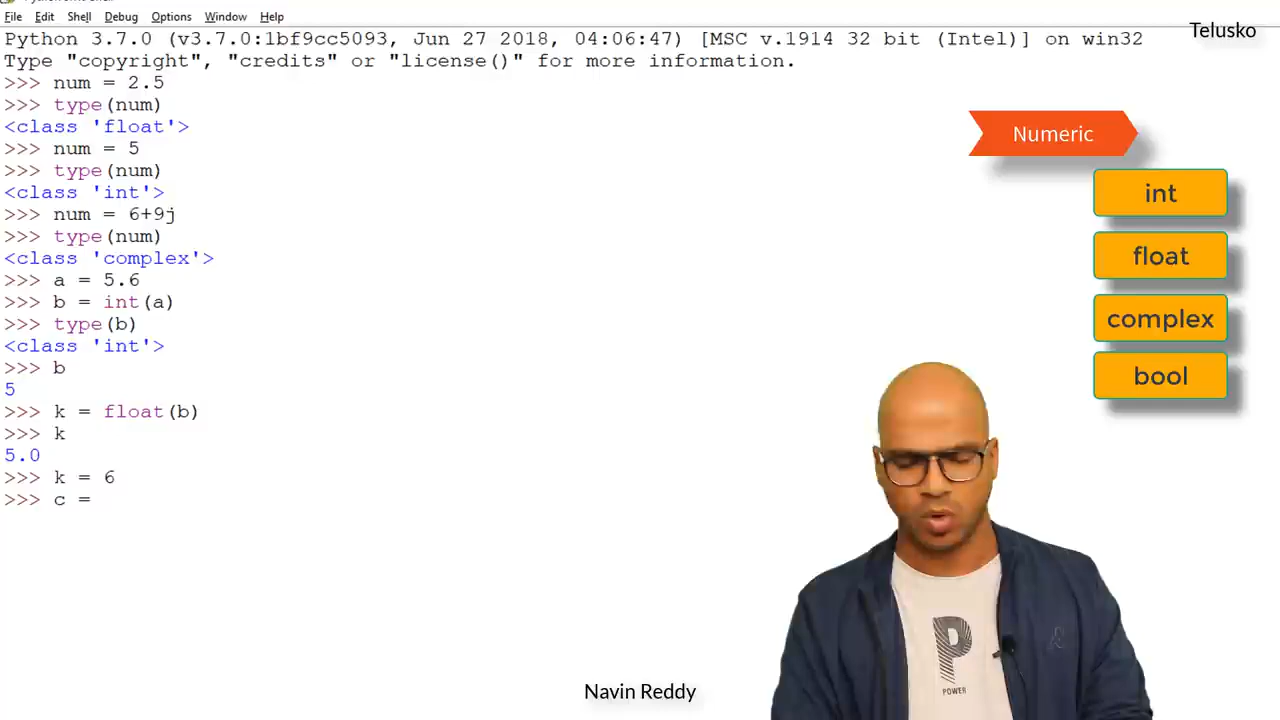 File Edit Shell Debug Options Window Help
Telusko
Python 3.7.0 (v3.7.0:1bf9cc5093, Jun 27 2018, 04:06:47) [MSC v.1914 32 bit (Intel)] on win32
Type "copyright", "credits" or "license()" for more information.
>>> num = 2.5
>>> type(num)
<class 'float'>
>>> num = 5
>>> type(num)
<class 'int'>
>>> num = 6+9j
>>> type(num)
<class 'complex'>
>>> a = 5.6
>>> b = int(a)
>>> type(b)
<class 'int'>
>>> b
5
>>> k = float(b)
>>> k
5.0
>>> k = 6
>>> c =
Numeric
int
float
complex
bool
P
POWER
Navin Reddy